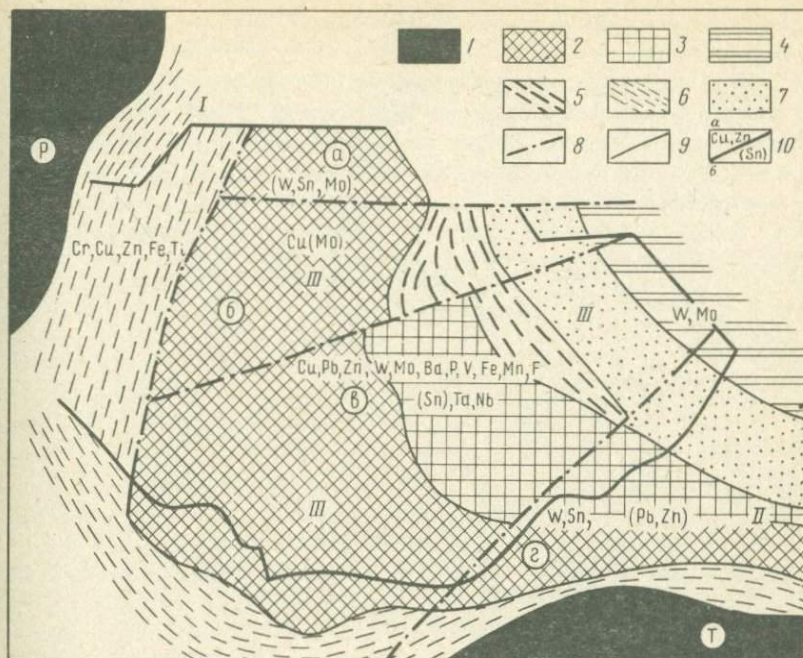 1 2 3 4
5 6 7
8 9 а Cu,Zn (Sn) б 10
P
I
а
(W, Sn, Mo)
Cu(Mo)
III
Cr, Cu, Zn, Fe, Ti
б
III
W, Mo
Cu, Pb, Zn, W, Mo, Ba, P, V, Fe, Mn, F
в
(Sn), Ta, Nb
III
W, Sn, (Pb, Zn) II
г
T